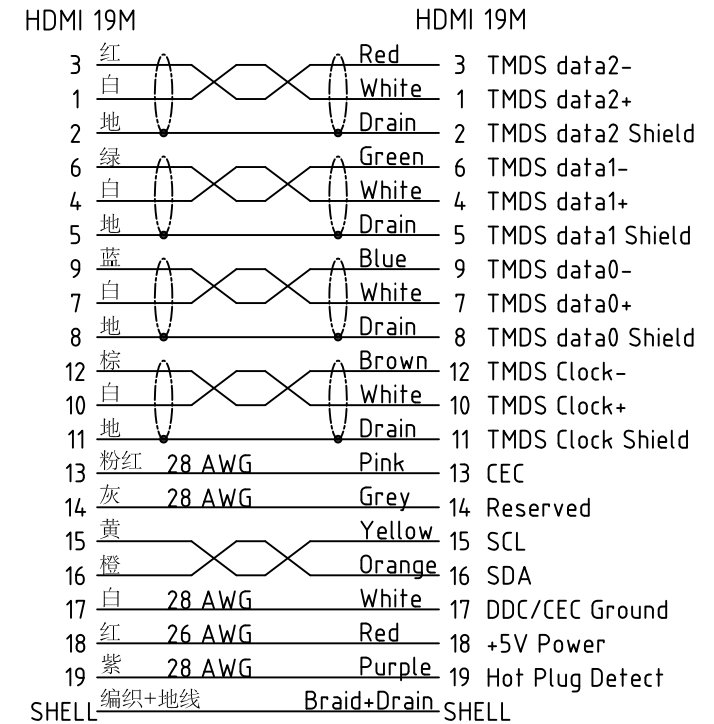 HDMI 19M HDMI 19M
3 红 Red 3 TMDS data2-
1 白 White 1 TMDS data2+
2 地 Drain 2 TMDS data2 Shield
6 绿 Green 6 TMDS data1-
4 白 White 4 TMDS data1+
5 地 Drain 5 TMDS data1 Shield
9 蓝 Blue 9 TMDS data0-
7 白 White 7 TMDS data0+
8 地 Drain 8 TMDS data0 Shield
12 棕 Brown 12 TMDS Clock-
10 白 White 10 TMDS Clock+
11 地 Drain 11 TMDS Clock Shield
13 粉红 28 AWG Pink 13 CEC
14 灰 28 AWG Grey 14 Reserved
15 黄 Yellow 15 SCL
16 橙 Orange 16 SDA
17 白 28 AWG White 17 DDC/CEC Ground
18 红 26 AWG Red 18 +5V Power
19 紫 28 AWG Purple 19 Hot Plug Detect
SHELL 编织+地线 Braid+Drain SHELL